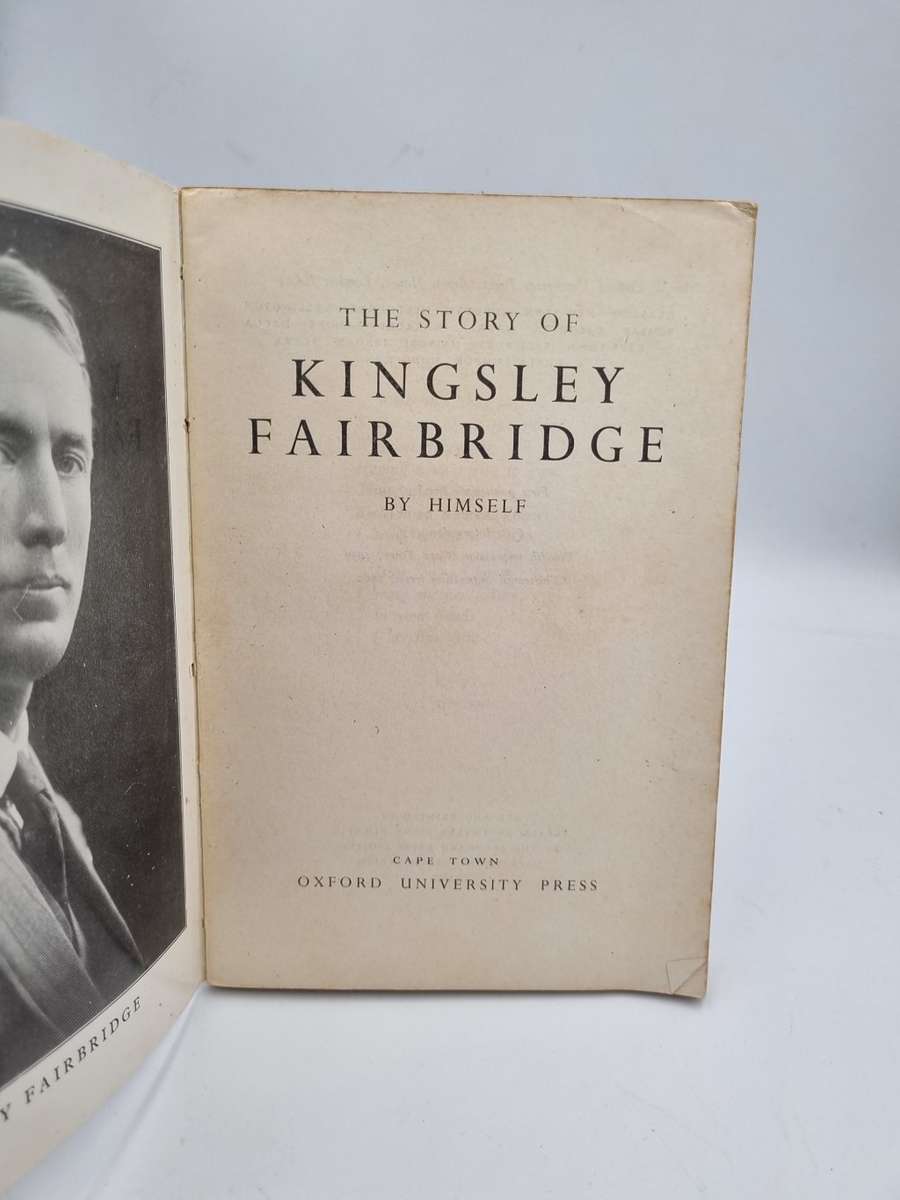 THE STORY OF
KINGSLEY
FAIRBRIDGE
BY HIMSELF
CAPE TOWN
OXFORD UNIVERSITY PRESS
Y FAIRBRIDGE